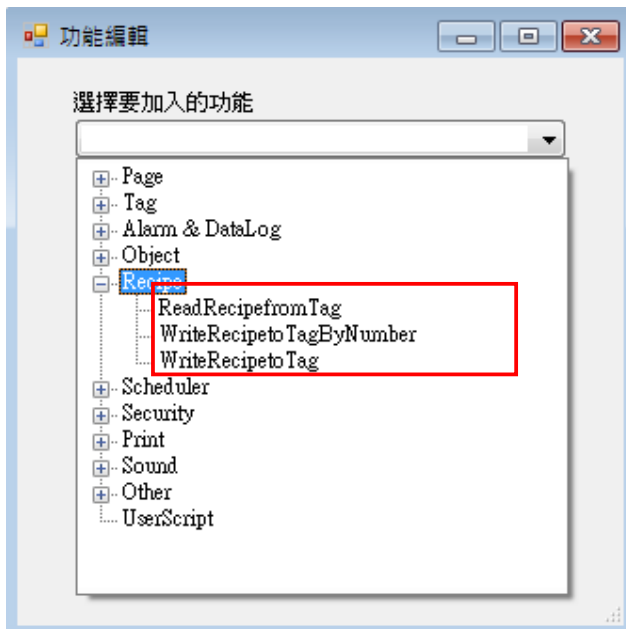 功能編輯
選擇要加入的功能
Page
Tag
Alarm & DataLog
Object
Recipe
ReadRecipefromTag
WriteRecipetoTagByNumber
WriteRecipetoTag
Scheduler
Security
Print
Sound
Other
UserScript